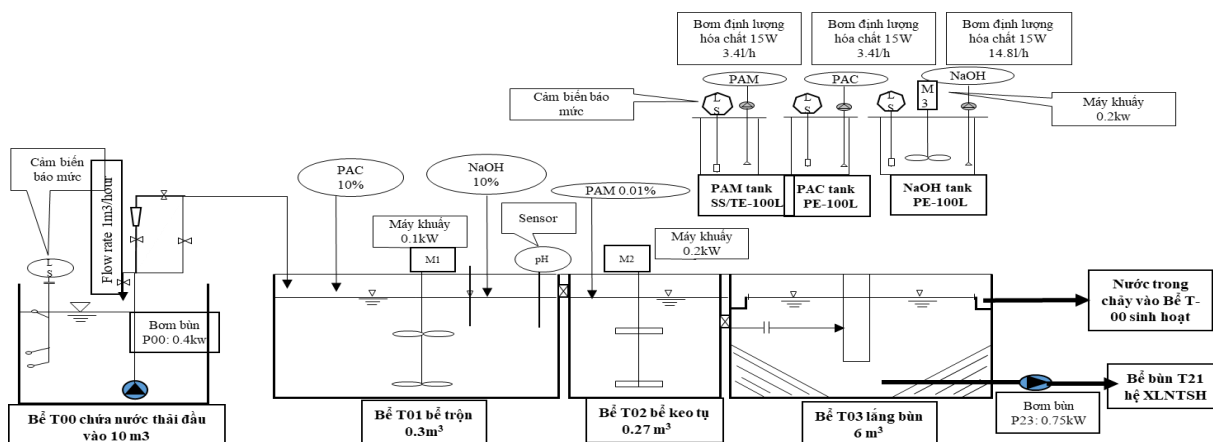 Bơm định lượng
hóa chất 15W
3.4l/h
Bơm định lượng
hóa chất 15W
3.4l/h
Bơm định lượng
hóa chất 15W
14.8l/h
PAM
PAC
NaOH
L
S
L
S
L
S
M
3
Cảm biến báo
mức
Máy khuấy
0.2kw
PAM tank
SS/TE-100L
PAC tank
PE-100L
NaOH tank
PE-100L
Cảm biến
báo mức
Flow rate 1m3/hour
L
S
PAC
10%
NaOH
10%
PAM 0.01%
Sensor
Máy khuấy
0.1kW
Máy khuấy
0.2kW
M1
pH
M2
Bơm bùn
P00: 0.4kw
Nước trong
chảy vào Bể T-
00 sinh hoạt
Bể bùn T21
hệ XLNTSH
Bơm bùn
P23: 0.75kW
Bể T00 chứa nước thải đầu
vào 10 m3
Bể T01 bể trộn
0.3m³
Bể T02 bể keo tụ
0.27 m³
Bể T03 lắng bùn
6 m³